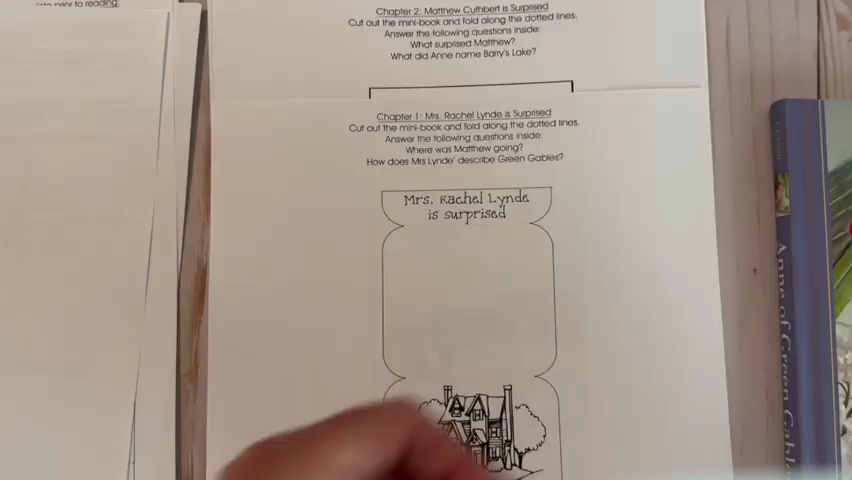 prior to reading.
Chapter 2: Matthew Cuthbert is Surprised
Cut out the mini-book and fold along the dotted lines.
Answer the following questions inside:
What surprised Matthew?
What did Anne name Barry's Lake?
Chapter 1: Mrs. Rachel Lynde is Surprised
Cut out the mini-book and fold along the dotted lines.
Answer the following questions inside:
Where was Matthew going?
How does Mrs Lynde' describe Green Gables?
Mrs. Rachel Lynde
is surprised
Anne of Green Gables